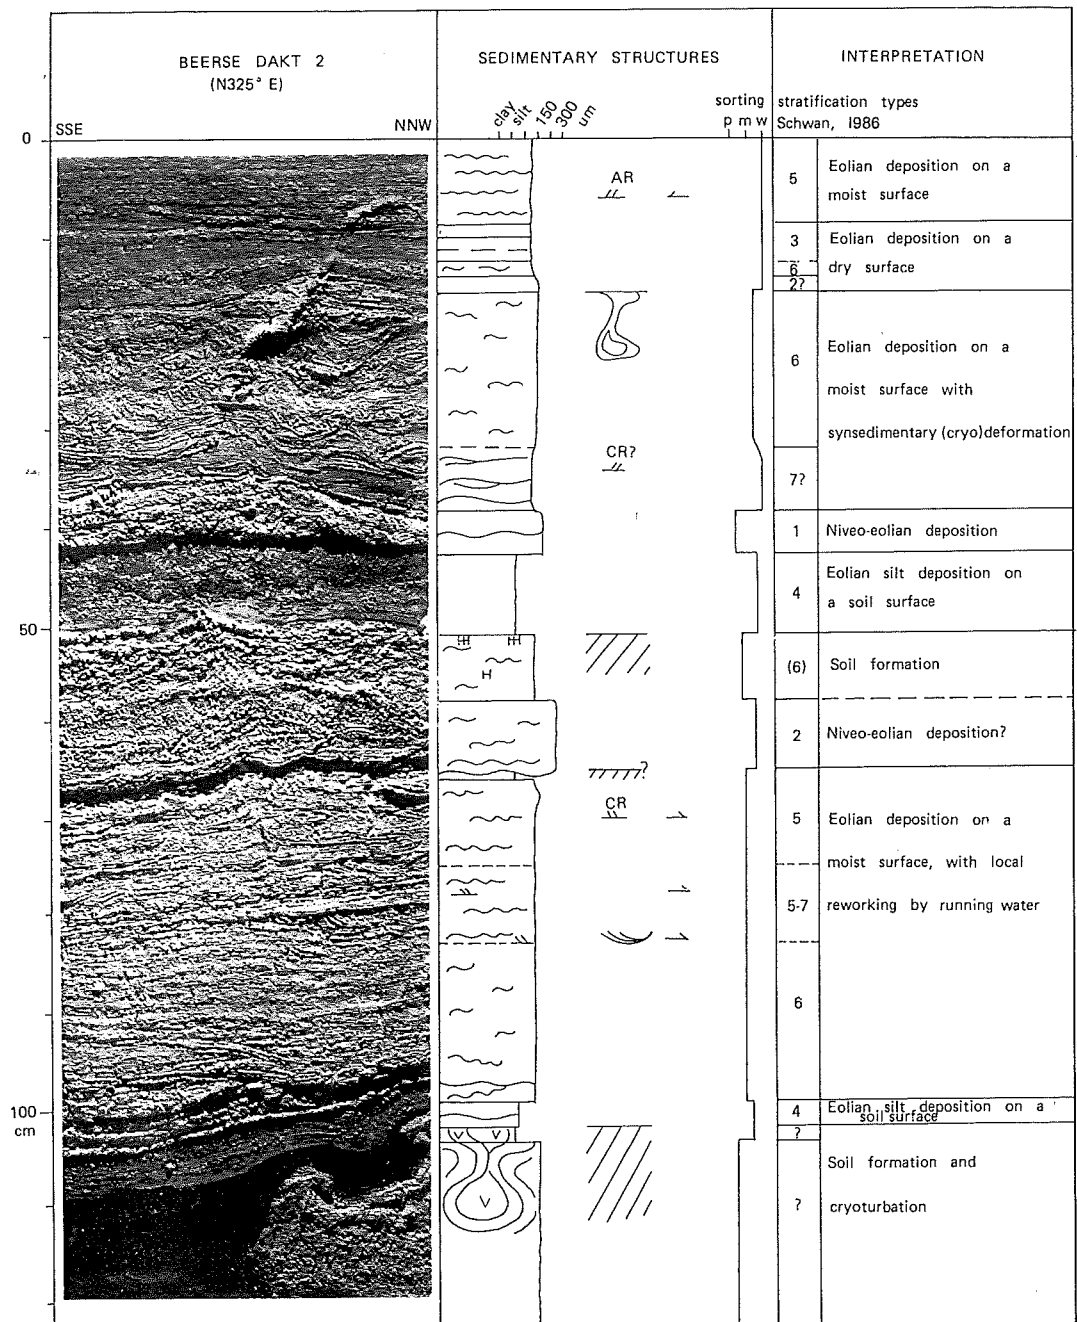 BEERSE DAKT 2
(N325° E)
SSE
NNW
SEDIMENTARY STRUCTURES
clay
silt
150
300
um
sorting
p m w
INTERPRETATION
stratification types
Schwan, 1986
0
50
100
cm
AR
CR?
H
?
CR
V V
V
5
Eolian deposition on a
moist surface
3
Eolian deposition on a
dry surface
6
2?
6
Eolian deposition on a
moist surface with
synsedimentary (cryo)deformation
7?
1
Niveo-eolian deposition
4
Eolian silt deposition on
a soil surface
(6)
Soil formation
2
Niveo-eolian deposition?
5
Eolian deposition on a
moist surface, with local
5-7
reworking by running water
6
4
Eolian silt deposition on a
soil surface
?
Soil formation and
?
cryoturbation